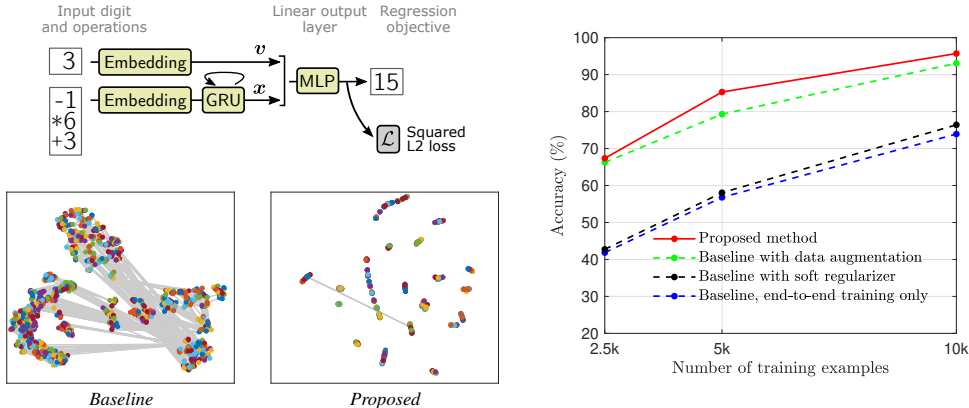 Input digit
and operations
Linear output
layer
Regression
objective
3
Embedding
v
-1
*6
+3
Embedding
GRU
x
MLP
15
ℒ
Squared
L2 loss
Baseline
Proposed
Accuracy (%)
100
90
80
70
60
50
40
30
20
Proposed method
Baseline with data augmentation
Baseline with soft regularizer
Baseline, end-to-end training only
2.5k
5k
10k
Number of training examples